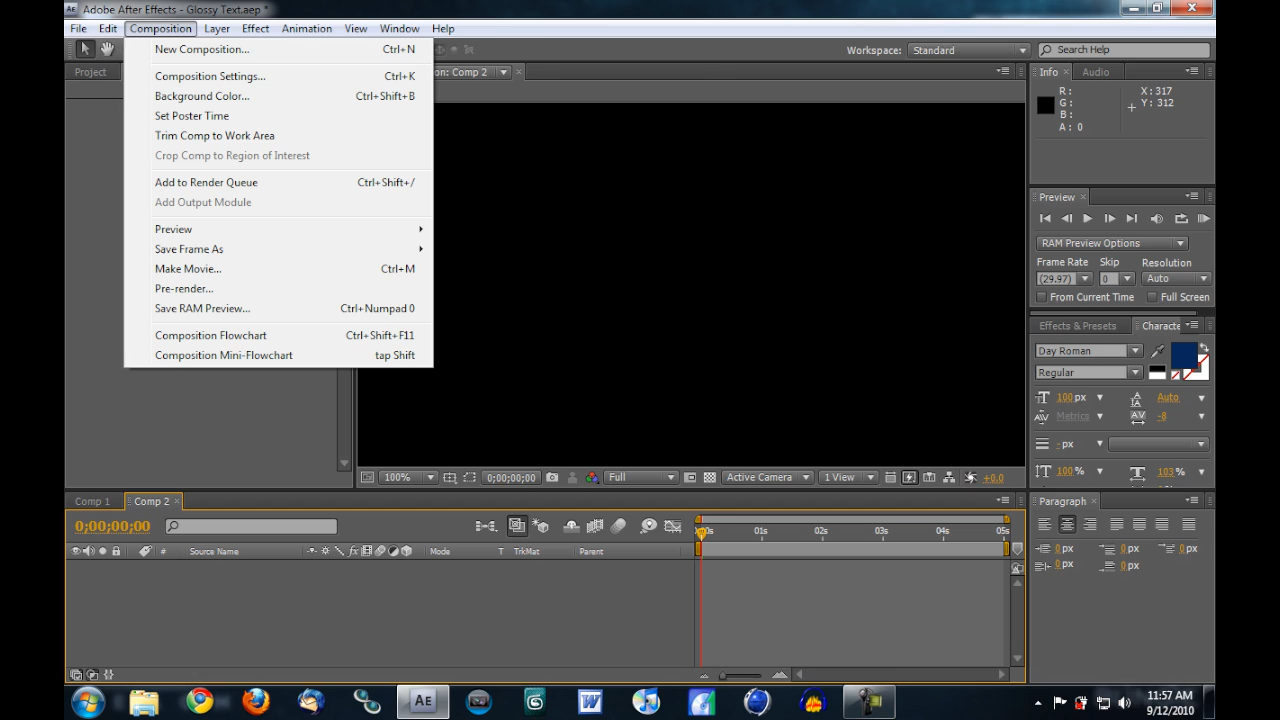 Adobe After Effects - Glossy Text.aep *
File Edit Composition Layer Effect Animation View Window Help
New Composition... Ctrl+N
Composition Settings... Ctrl+K
Background Color... Ctrl+Shift+B
Set Poster Time
Trim Comp to Work Area
Crop Comp to Region of Interest
Add to Render Queue Ctrl+Shift+/
Add Output Module
Preview
Save Frame As
Make Movie... Ctrl+M
Pre-render...
Save RAM Preview... Ctrl+Numpad 0
Composition Flowchart Ctrl+Shift+F11
Composition Mini-Flowchart tap Shift
Workspace: Standard Search Help
Project
on: Comp 2
Info Audio
R: X: 317
G: Y: 312
B:
A: 0
Preview
RAM Preview Options
Frame Rate Skip Resolution
(29.97) 0 Auto
From Current Time Full Screen
Effects & Presets Characte
Day Roman
Regular
100 px Auto
Metrics -8
- px
100 % 103 %
100% 0;00;00;00 Full Active Camera 1 View +0.0
Comp 1 Comp 2
0;00;00;00
# Source Name Mode T TrkMat Parent
01s 02s 03s 04s 05s
Paragraph
0 px 0 px 0 px
0 px 0 px
AE
W
11:57 AM
9/12/2010